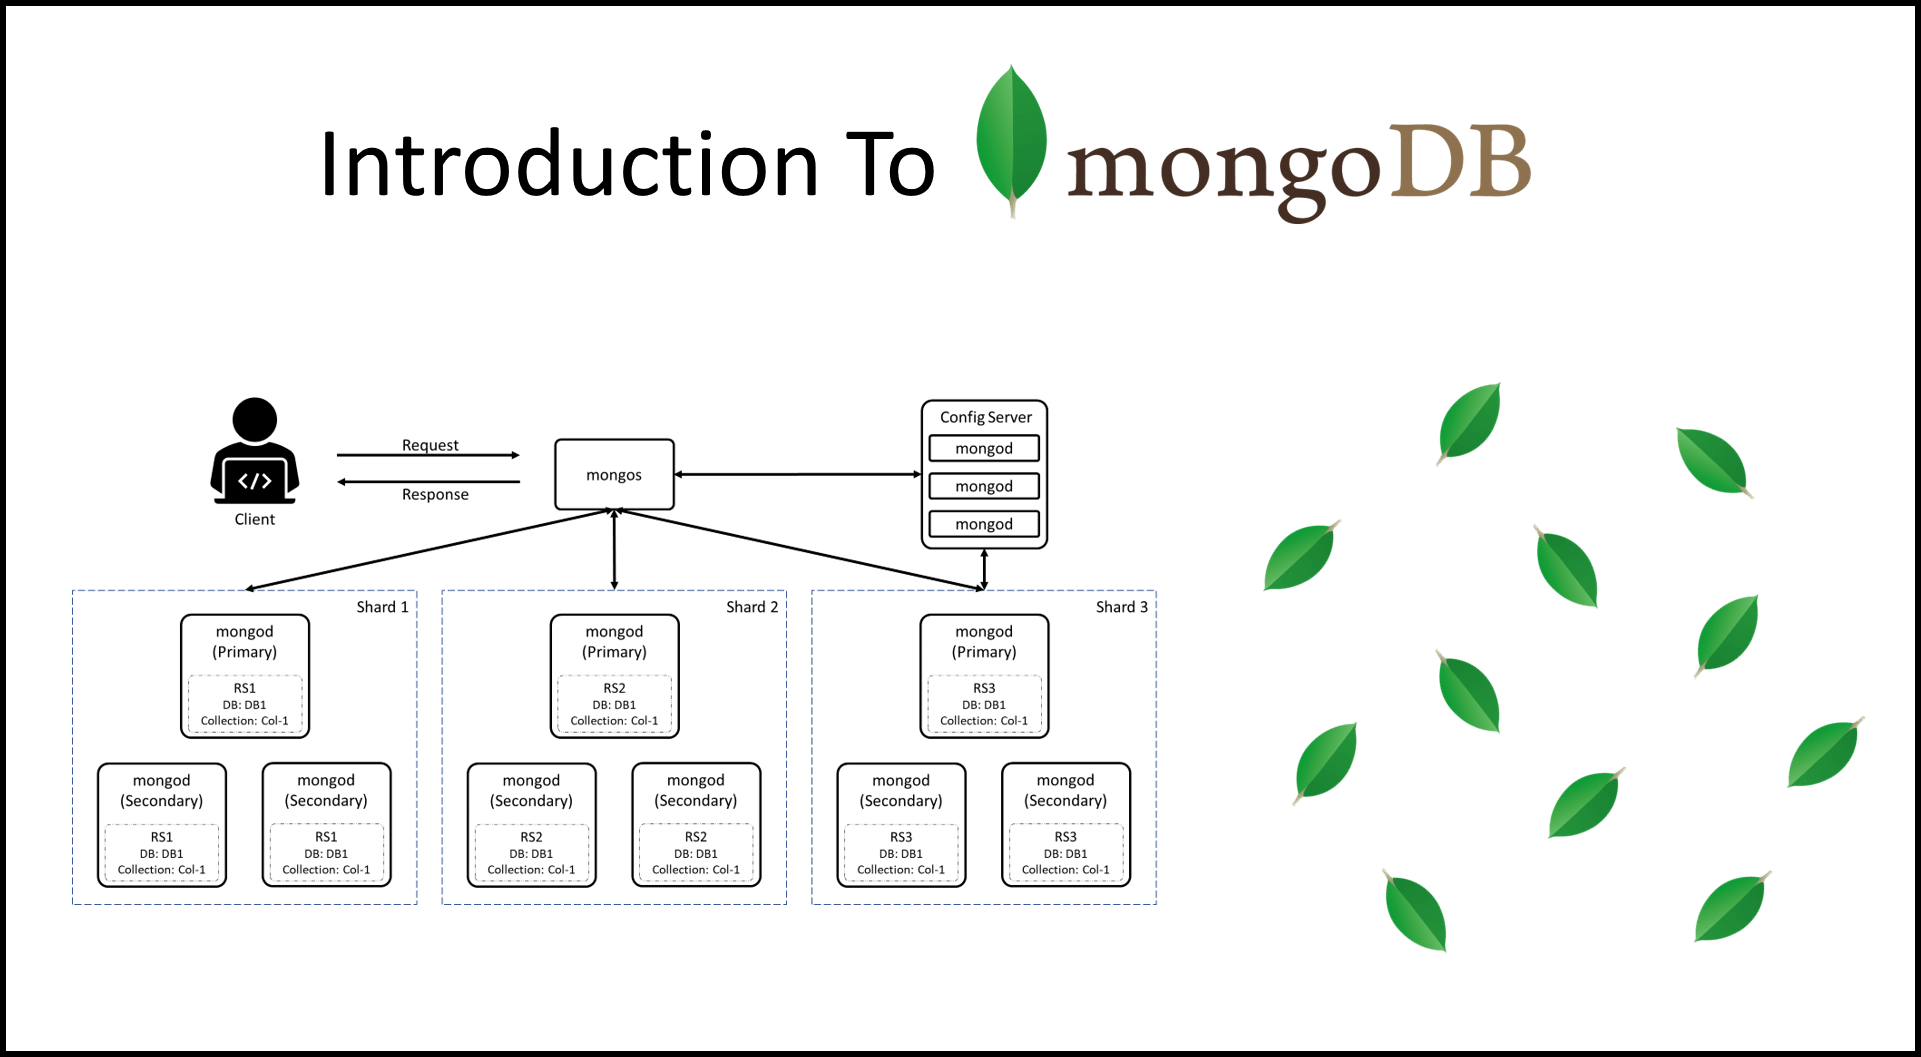 Introduction To mongoDB
Request
Response
</>
Client
mongos
Config Server
mongod
mongod
mongod
Shard 1
mongod
(Primary)
RS1
DB: DB1
Collection: Col-1
mongod
(Secondary)
RS1
DB: DB1
Collection: Col-1
mongod
(Secondary)
RS1
DB: DB1
Collection: Col-1
Shard 2
mongod
(Primary)
RS2
DB: DB1
Collection: Col-1
mongod
(Secondary)
RS2
DB: DB1
Collection: Col-1
mongod
(Secondary)
RS2
DB: DB1
Collection: Col-1
Shard 3
mongod
(Primary)
RS3
DB: DB1
Collection: Col-1
mongod
(Secondary)
RS3
DB: DB1
Collection: Col-1
mongod
(Secondary)
RS3
DB: DB1
Collection: Col-1